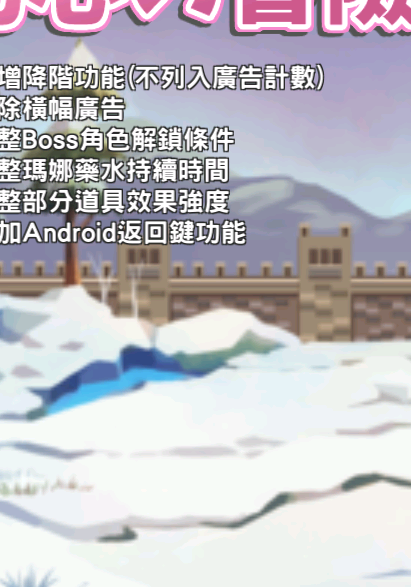 增降階功能(不列入廣告計數)
除橫幅廣告
整Boss角色解鎖條件
整瑪娜藥水持續時間
整部分道具效果強度
加Android返回鍵功能